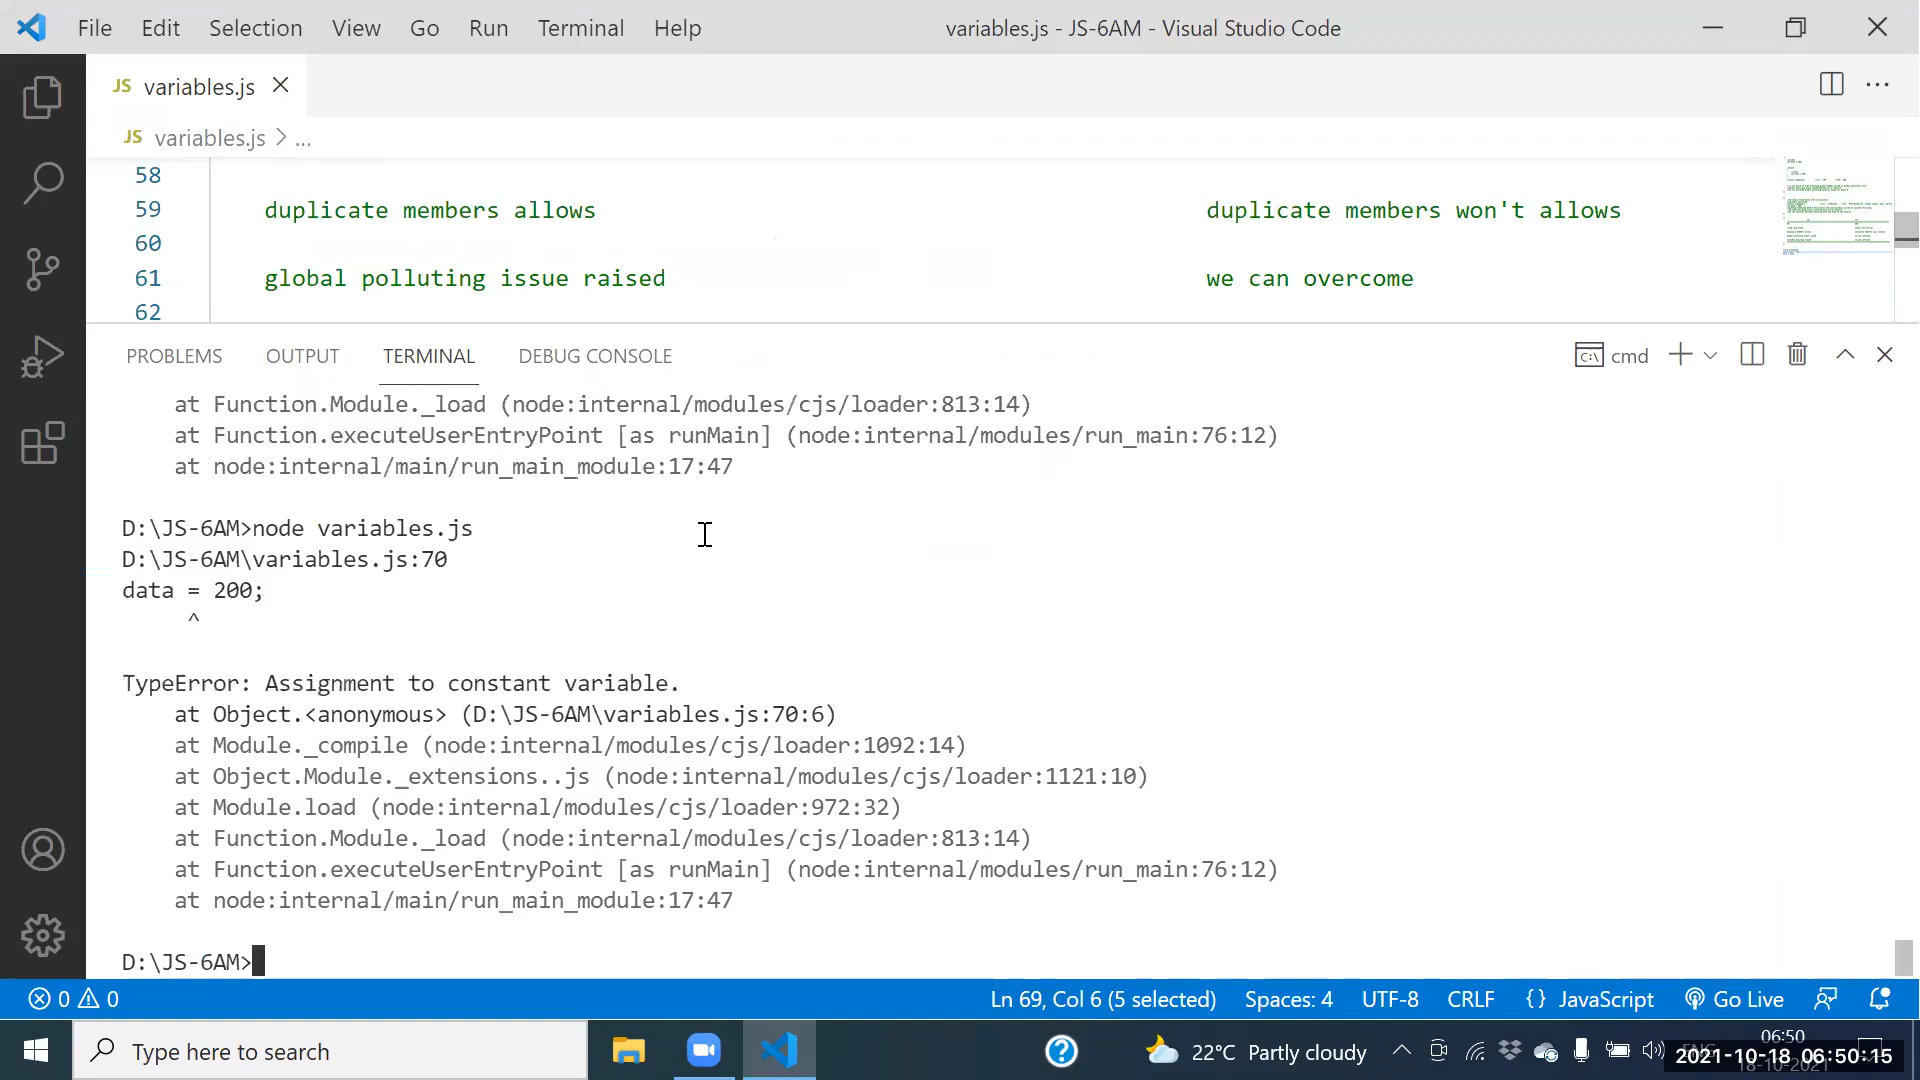 File Edit Selection View Go Run Terminal Help variables.js - JS-6AM - Visual Studio Code
JS variables.js
JS variables.js > ...
58
59 duplicate members allows duplicate members won't allows
60
61 global polluting issue raised we can overcome
62
PROBLEMS OUTPUT TERMINAL DEBUG CONSOLE cmd
at Function.Module._load (node:internal/modules/cjs/loader:813:14)
at Function.executeUserEntryPoint [as runMain] (node:internal/modules/run_main:76:12)
at node:internal/main/run_main_module:17:47
D:\JS-6AM>node variables.js
D:\JS-6AM\variables.js:70
data = 200;
^
TypeError: Assignment to constant variable.
at Object.<anonymous> (D:\JS-6AM\variables.js:70:6)
at Module._compile (node:internal/modules/cjs/loader:1092:14)
at Object.Module._extensions..js (node:internal/modules/cjs/loader:1121:10)
at Module.load (node:internal/modules/cjs/loader:972:32)
at Function.Module._load (node:internal/modules/cjs/loader:813:14)
at Function.executeUserEntryPoint [as runMain] (node:internal/modules/run_main:76:12)
at node:internal/main/run_main_module:17:47
D:\JS-6AM>
0 0 Ln 69, Col 6 (5 selected) Spaces: 4 UTF-8 CRLF {} JavaScript Go Live
Type here to search 22°C Partly cloudy 06:50
2021-10-18 06:50:15
18-10-2021